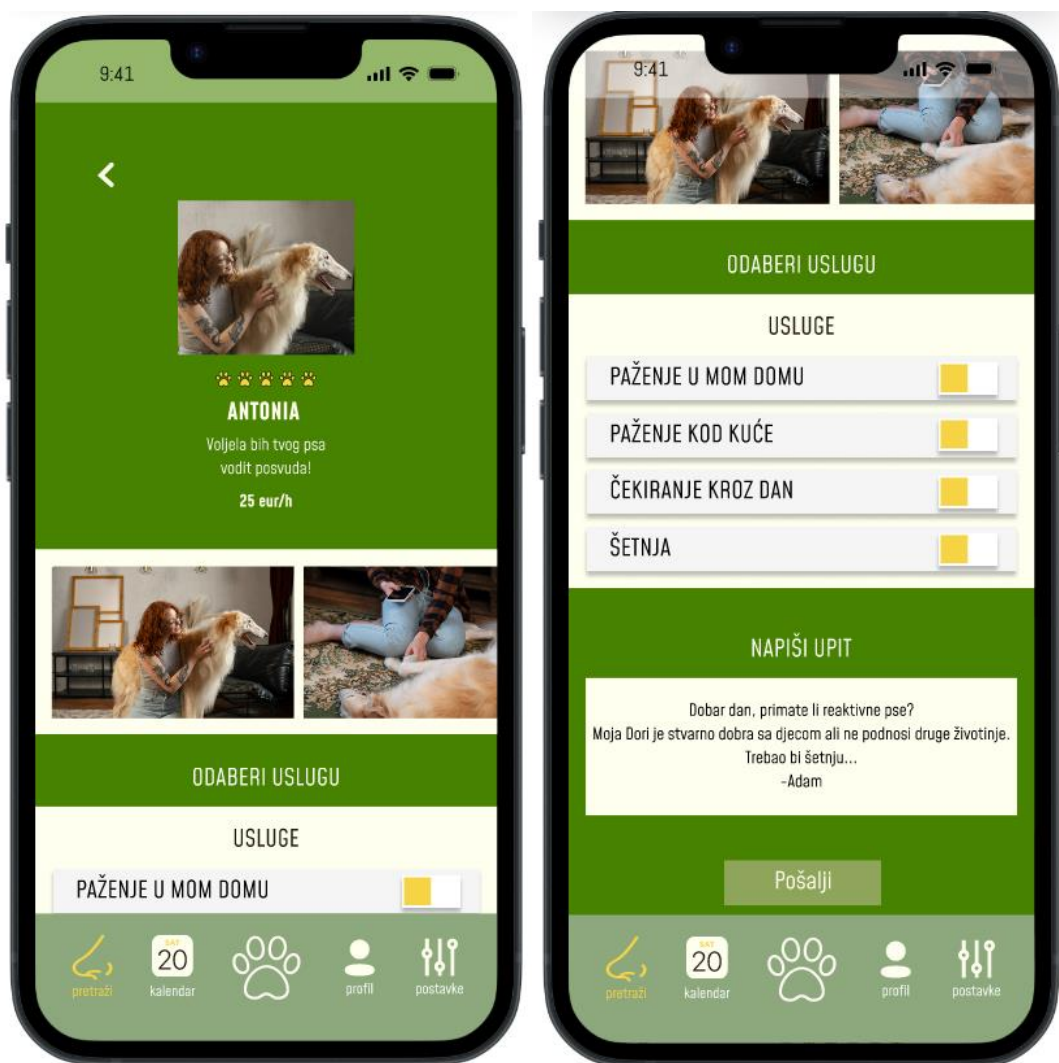 9:41
ANTONIA
Voljela bih tvog psa
vodit posvuda!
25 eur/h
ODABERI USLUGU
USLUGE
PAŽENJE U MOM DOMU
pretraži
SAT
20
kalendar
profil
postavke
9:41
ODABERI USLUGU
USLUGE
PAŽENJE U MOM DOMU
PAŽENJE KOD KUĆE
ČEKIRANJE KROZ DAN
ŠETNJA
NAPIŠI UPIT
Dobar dan, primate li reaktivne pse?
Moja Dori je stvarno dobra sa djecom ali ne podnosi druge životinje.
Trebao bi šetnju...
-Adam
Pošalji
pretraži
SAT
20
kalendar
profil
postavke